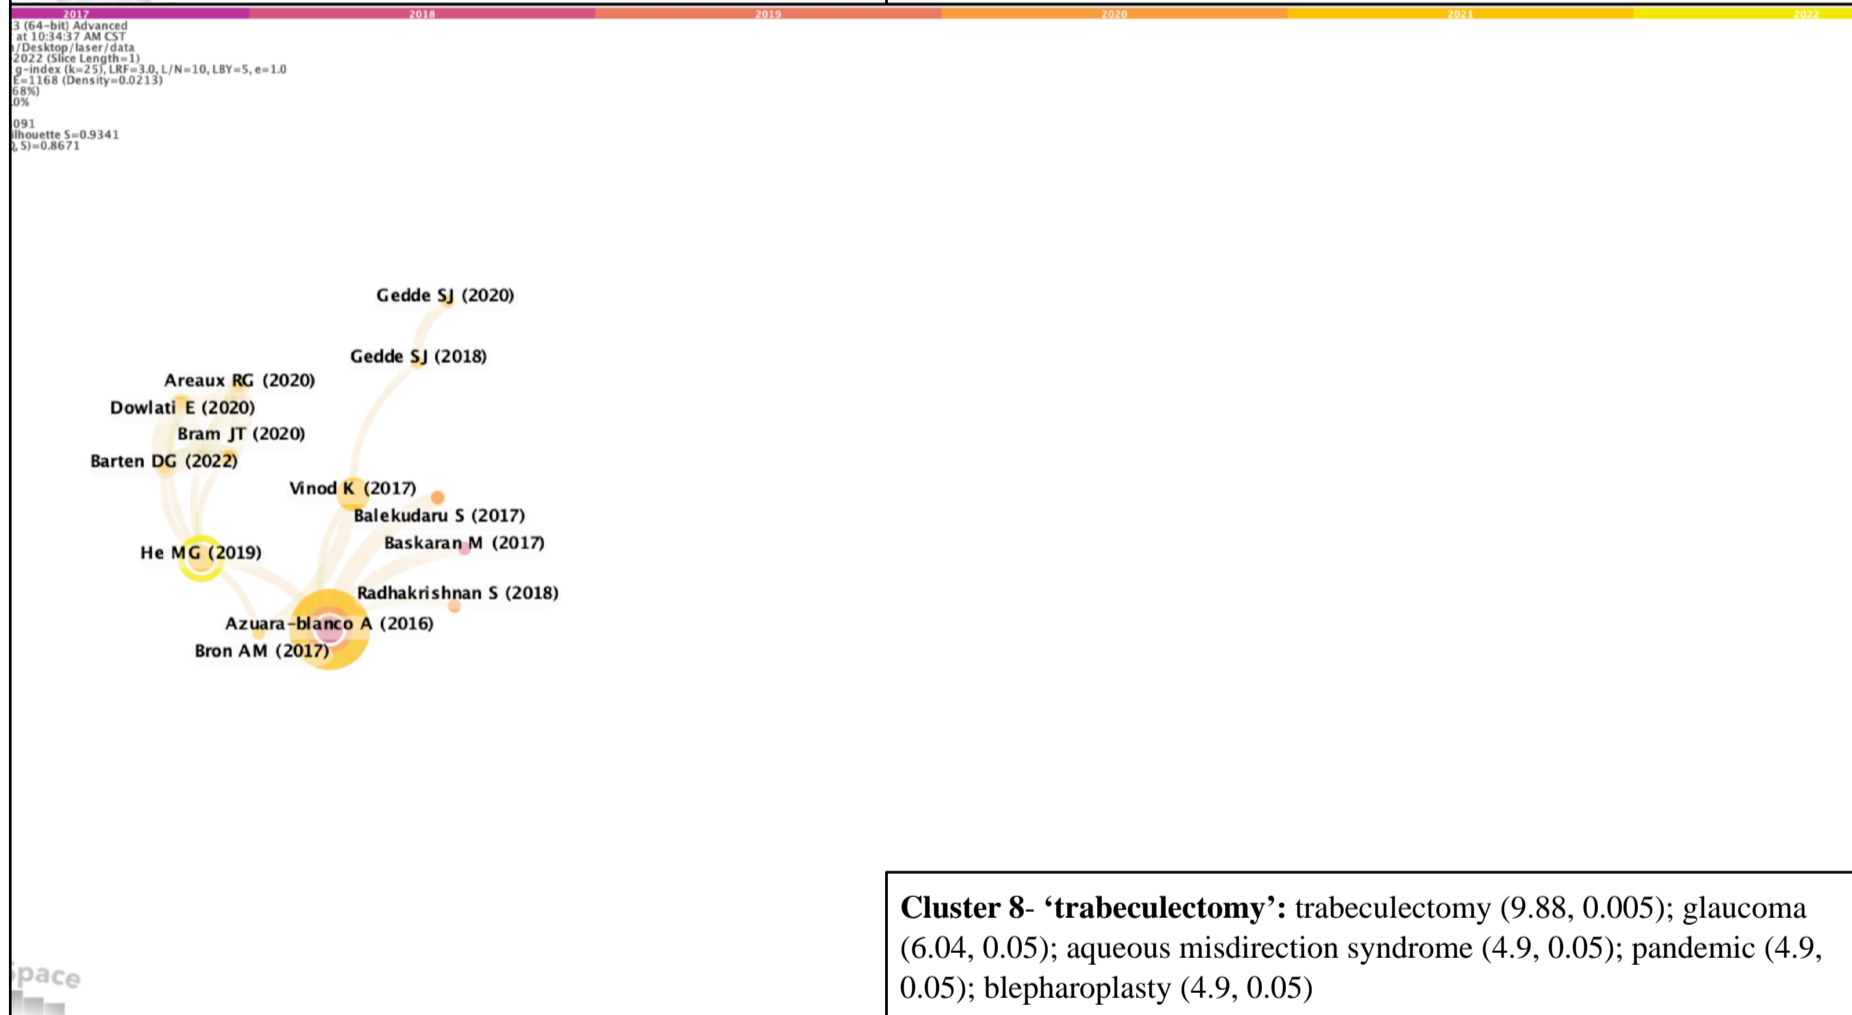 2017 2018 2019 2020 2021 2022
3 (64-bit) Advanced
at 10:34:37 AM CST
/Desktop/laser/data
2022 (Slice Length=1)
g-index (k=25), LRF=3.0, L/N=10, LBY=5, e=1.0
E=1168 (Density=0.0213)
68%)
0%
091
ilhouette S=0.9341
, S)=0.8671
Gedde SJ (2020)
Gedde SJ (2018)
Areaux RG (2020)
Dowlati E (2020)
Bram JT (2020)
Barten DG (2022)
Vinod K (2017)
Balekudaru S (2017)
Baskaran M (2017)
He MG (2019)
Radhakrishnan S (2018)
Azuara-blanco A (2016)
Bron AM (2017)
Cluster 8- ‘trabeculectomy’: trabeculectomy (9.88, 0.005); glaucoma
(6.04, 0.05); aqueous misdirection syndrome (4.9, 0.05); pandemic (4.9,
0.05); blepharoplasty (4.9, 0.05)
pace